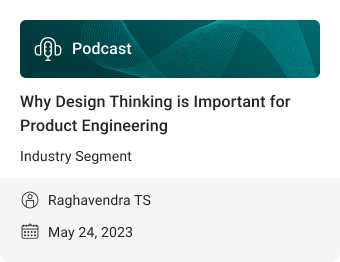 Podcast
Why Design Thinking is Important for
Product Engineering
Industry Segment
Raghavendra TS
May 24, 2023